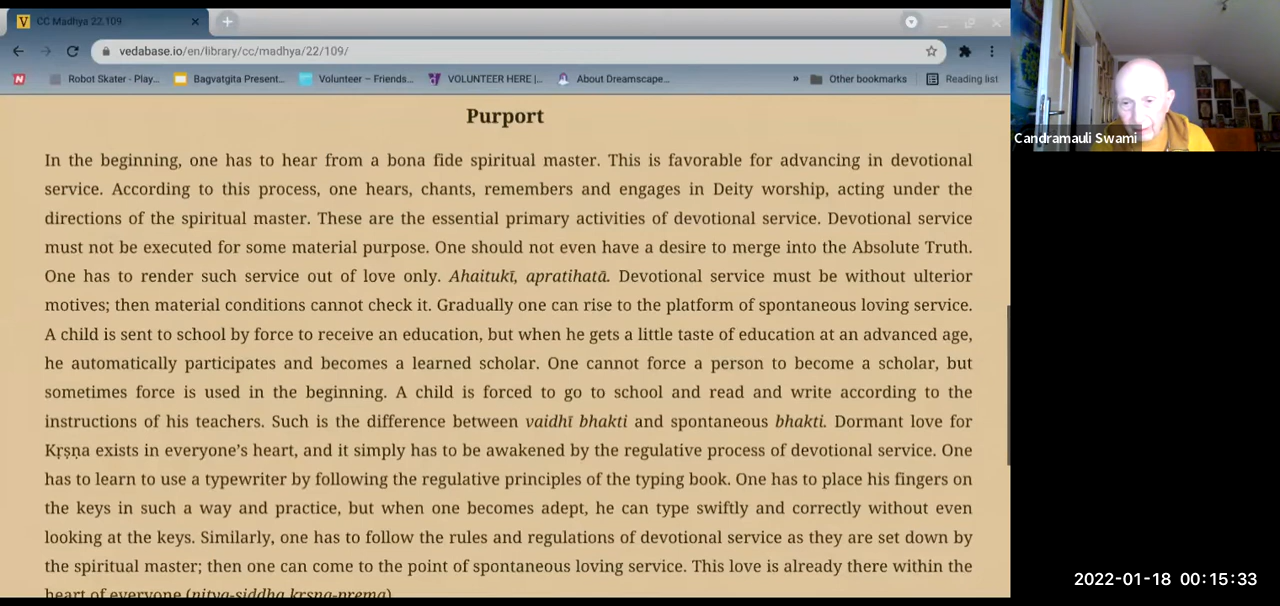 CC Madhya 22.109
vedabase.io/en/library/cc/madhya/22/109/
Robot Skater - Play... Bagvatgita Present... Volunteer – Friends... VOLUNTEER HERE |... About Dreamscape... » Other bookmarks Reading list
Purport
In the beginning, one has to hear from a bona fide spiritual master. This is favorable for advancing in devotional
service. According to this process, one hears, chants, remembers and engages in Deity worship, acting under the
directions of the spiritual master. These are the essential primary activities of devotional service. Devotional service
must not be executed for some material purpose. One should not even have a desire to merge into the Absolute Truth.
One has to render such service out of love only. Ahaitukī, apratihatā. Devotional service must be without ulterior
motives; then material conditions cannot check it. Gradually one can rise to the platform of spontaneous loving service.
A child is sent to school by force to receive an education, but when he gets a little taste of education at an advanced age,
he automatically participates and becomes a learned scholar. One cannot force a person to become a scholar, but
sometimes force is used in the beginning. A child is forced to go to school and read and write according to the
instructions of his teachers. Such is the difference between vaidhī bhakti and spontaneous bhakti. Dormant love for
Kṛṣṇa exists in everyone's heart, and it simply has to be awakened by the regulative process of devotional service. One
has to learn to use a typewriter by following the regulative principles of the typing book. One has to place his fingers on
the keys in such a way and practice, but when one becomes adept, he can type swiftly and correctly without even
looking at the keys. Similarly, one has to follow the rules and regulations of devotional service as they are set down by
the spiritual master; then one can come to the point of spontaneous loving service. This love is already there within the
heart of everyone (nitya-siddha kṛṣṇa-prema).
Candramauli Swami
2022-01-18 00:15:33